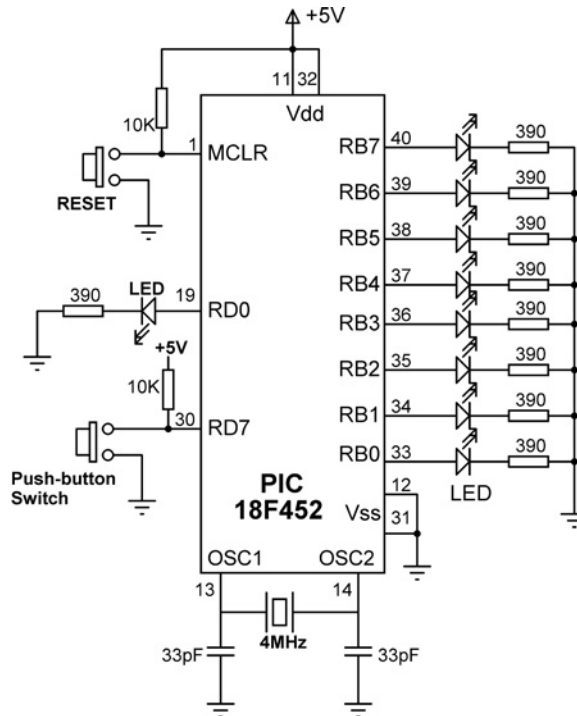 +5V
11 32
Vdd
10K
1
MCLR
RESET
RB7
40
390
RB6
39
390
RB5
38
390
RB4
37
390
RB3
36
390
RB2
35
390
RB1
34
390
RB0
33
390
LED
390
LED
19
RD0
+5V
10K
30
RD7
Push-button
Switch
PIC
18F452
12
Vss
31
OSC1
OSC2
13
14
4MHz
33pF
33pF